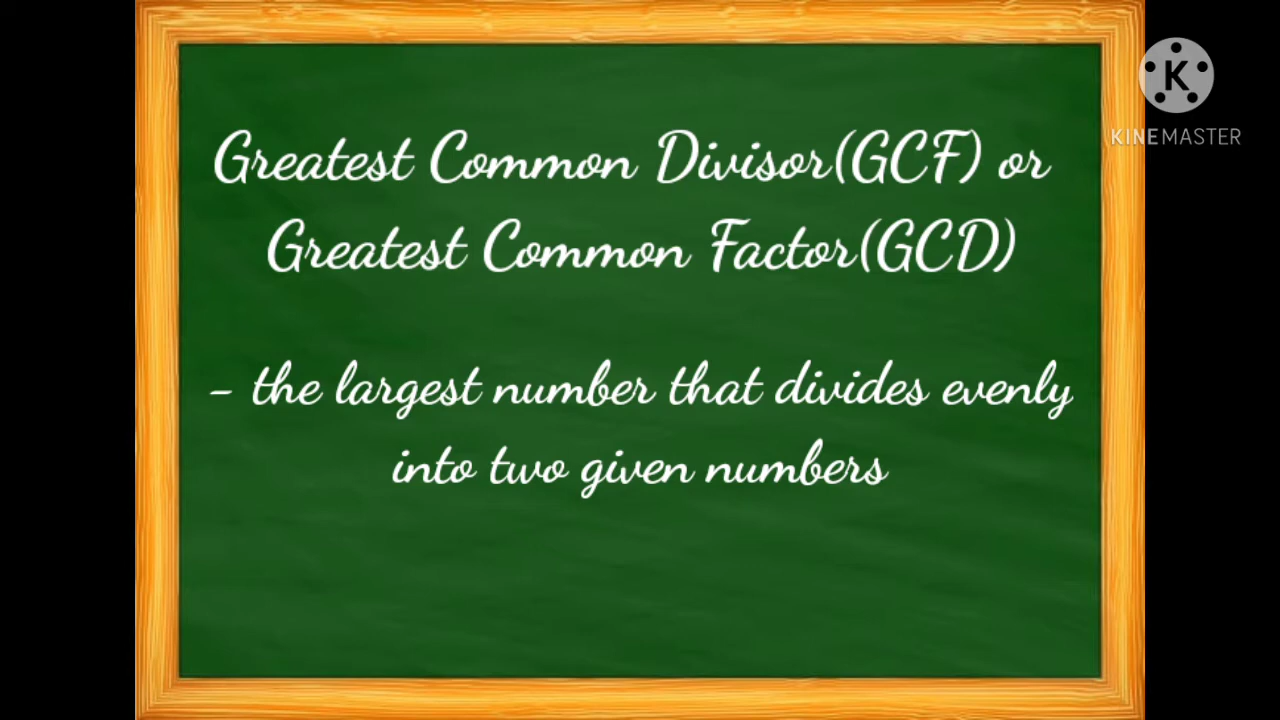 Greatest Common Divisor(GCF) or
Greatest Common Factor(GCD)
- the largest number that divides evenly
into two given numbers
K
KINEMASTER